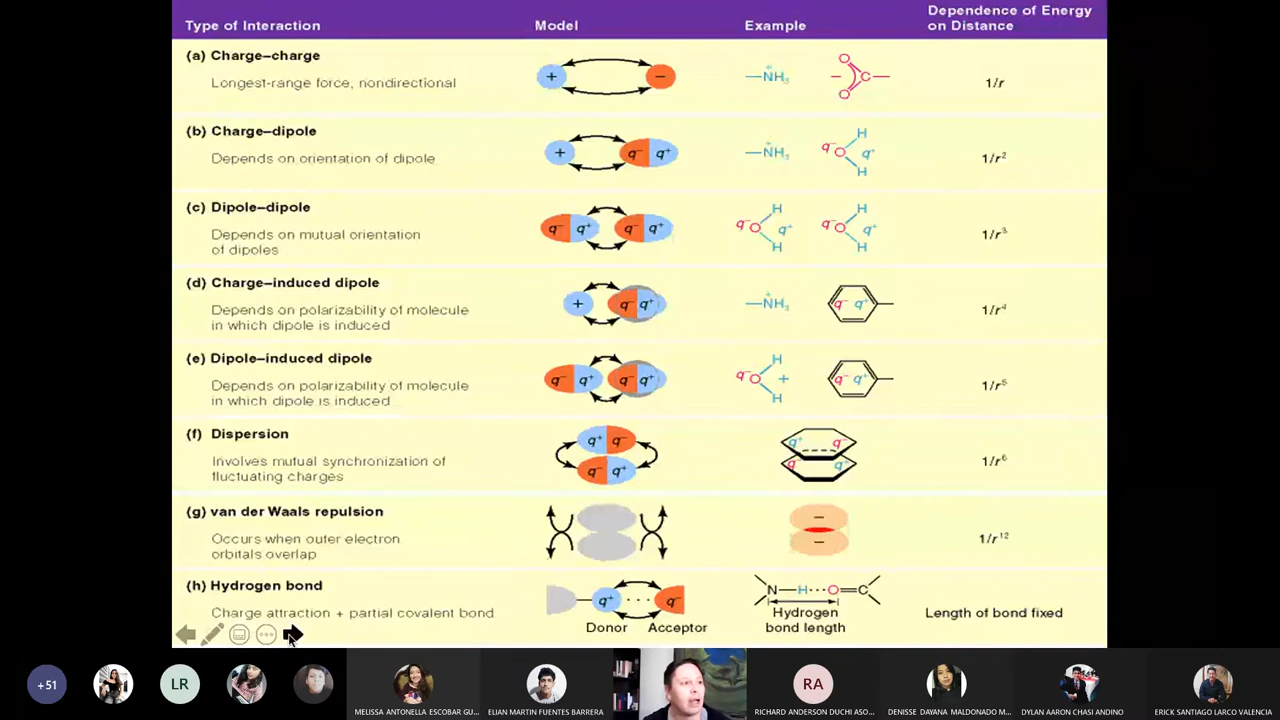 Type of Interaction
Model
Example
Dependence of Energy
on Distance
(a) Charge–charge
Longest-range force, nondirectional
+
−
—NH₃
+
O
C
O
1/r
(b) Charge–dipole
Depends on orientation of dipole
+
q⁻ q⁺
—NH₃
+
q⁻O
H
H
q⁺
1/r²
(c) Dipole–dipole
Depends on mutual orientation
of dipoles
q⁻ q⁺
q⁻ q⁺
q⁻O
H
H
q⁺
q⁻O
H
H
q⁺
1/r³
(d) Charge–induced dipole
Depends on polarizability of molecule
in which dipole is induced
+
q⁻ q⁺
—NH₃
+
q⁻ q⁺
1/r⁴
(e) Dipole–induced dipole
Depends on polarizability of molecule
in which dipole is induced
q⁻ q⁺
q⁻ q⁺
q⁻O
H
H
+
q⁻ q⁺
1/r⁵
(f) Dispersion
Involves mutual synchronization of
fluctuating charges
q⁺ q⁻
q⁻ q⁺
q⁺ q⁻
q⁻ q⁺
1/r⁶
(g) van der Waals repulsion
Occurs when outer electron
orbitals overlap
−
−
1/r¹²
(h) Hydrogen bond
Charge attraction + partial covalent bond
q⁺ ··· q⁻
Donor
Acceptor
N—H···O=C
Hydrogen
bond length
Length of bond fixed
+51
LR
RA
MELISSA ANTONELLA ESCOBAR GU...
ELIAN MARTIN FUENTES BARRERA
RICHARD ANDERSON DUCHI ASO...
DENISSE DAYANA MALDONADO M...
DYLAN AARON CHASI ANDINO
ERICK SANTIAGO LARCO VALENCIA